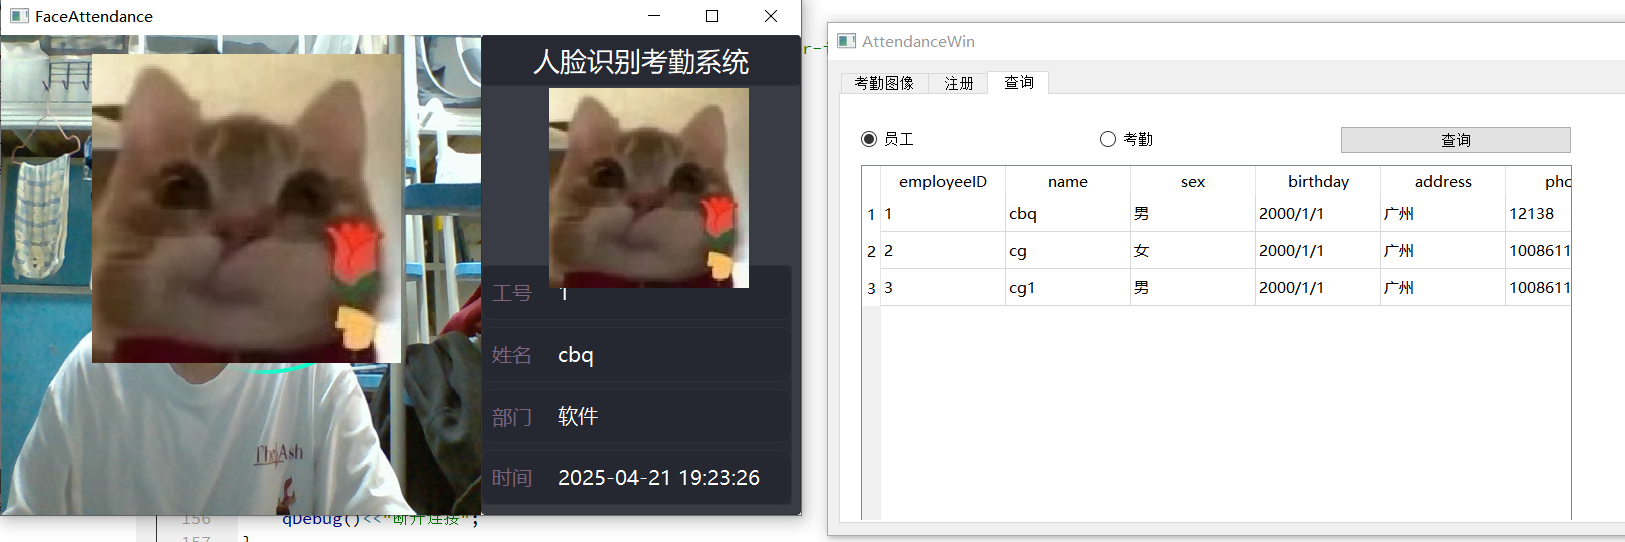 FaceAttendance
人脸识别考勤系统
工号 1
姓名 cbq
部门 软件
时间 2025-04-21 19:23:26
156 qDebug()<<"断开连接";
157 }
AttendanceWin
考勤图像 注册 查询
员工 考勤 查询
employeeID name sex birthday address pho
1 1 cbq 男 2000/1/1 广州 12138
2 2 cg 女 2000/1/1 广州 1008611
3 3 cg1 男 2000/1/1 广州 1008611